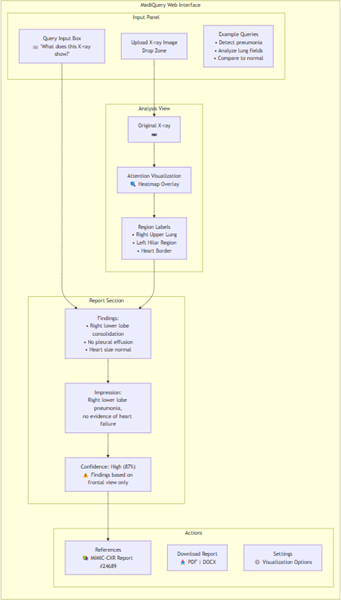 MediQuery Web Interface
Input Panel
Query Input Box
"What does this X-ray
show?"
Upload X-ray Image
Drop Zone
Example Queries
• Detect pneumonia
• Analyze lung fields
• Compare to normal
Analysis View
Original X-ray
Attention Visualization
Heatmap Overlay
Region Labels
• Right Upper Lung
• Left Hilar Region
• Heart Border
Report Section
Findings:
• Right lower lobe
consolidation
• No pleural effusion
• Heart size normal
Impression:
Right lower lobe
pneumonia,
no evidence of heart
failure
Confidence: High (87%)
Findings based on
frontal view only
Actions
References
MIMIC-CXR Report
#24689
Download Report
PDF | DOCX
Settings
Visualization Options